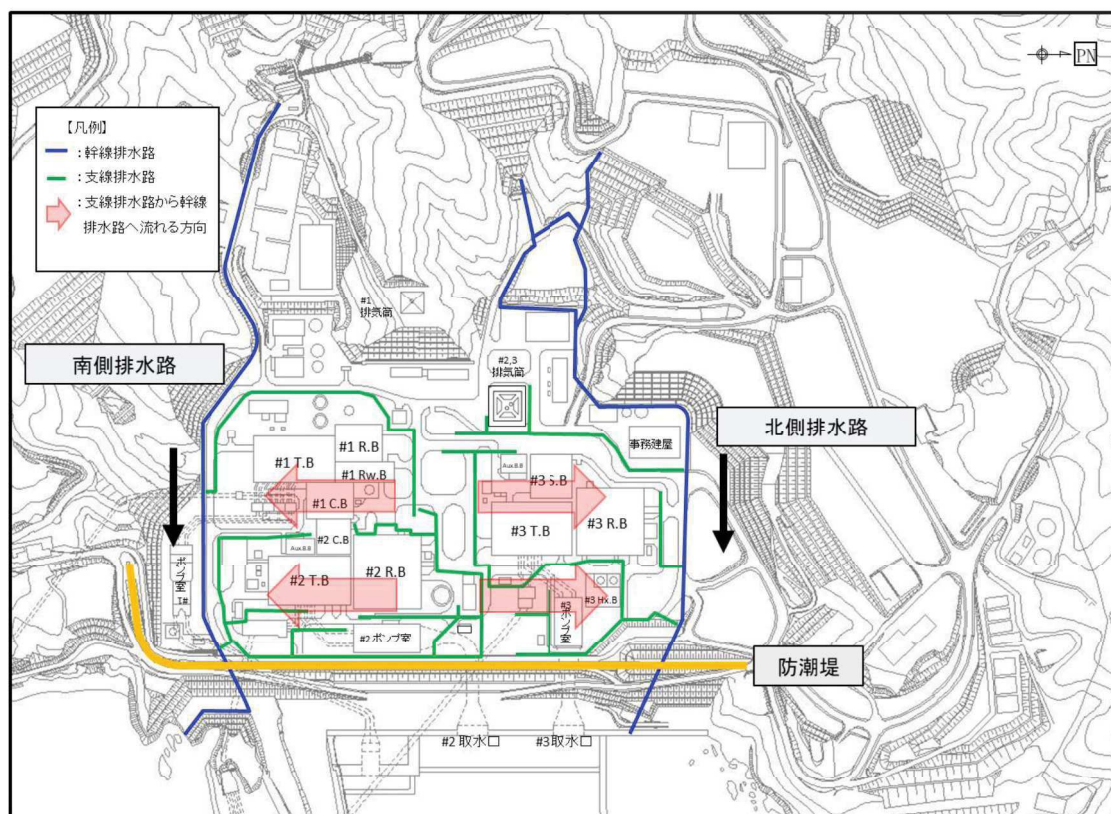 PN
【凡例】
：幹線排水路
：支線排水路
：支線排水路から幹線
排水路へ流れる方向
#1
排気筒
南側排水路
#2,3
排気筒
北側排水路
事務建屋
#1 R.B
#1 T.B
#1 Rw.B
Aux.B.B
#3 S.B
#1 C.B
#3 R.B
#3 T.B
#2 C.B
Aux.B.B
#2 T.B
#2 R.B
#3 Hx.B
#1
ポンプ室
#3
ポンプ室
#2 ポンプ室
防潮堤
#2 取水口
#3 取水口